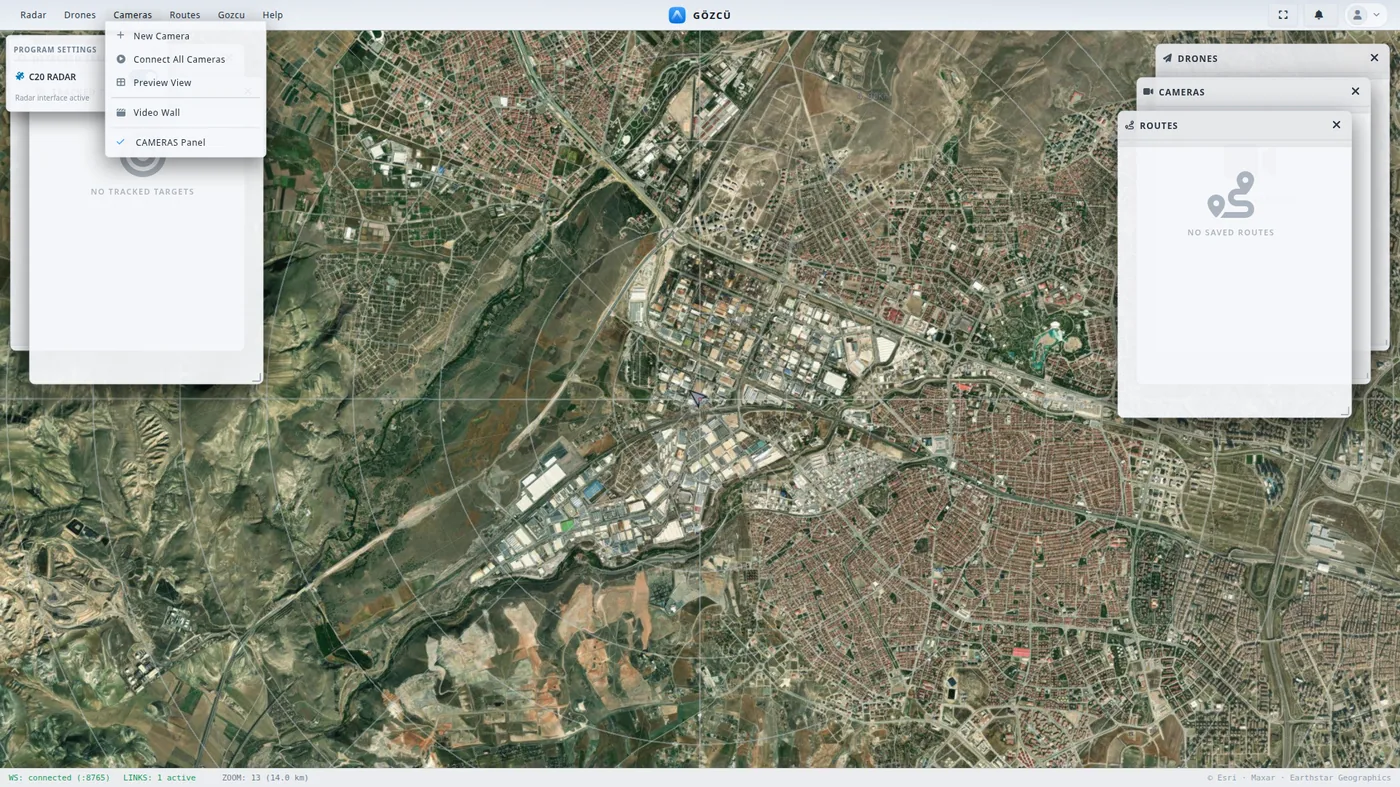 Radar Drones Cameras Routes Gozcu Help
GÖZCÜ
PROGRAM SETTINGS
C20 RADAR
Radar interface active
New Camera
Connect All Cameras
Preview View
Video Wall
CAMERAS Panel
NO TRACKED TARGETS
DRONES
CAMERAS
ROUTES
NO SAVED ROUTES
WS: connected (:8765) LINKS: 1 active ZOOM: 13 (14.0 km)
© Esri · Maxar · Earthstar Geographics